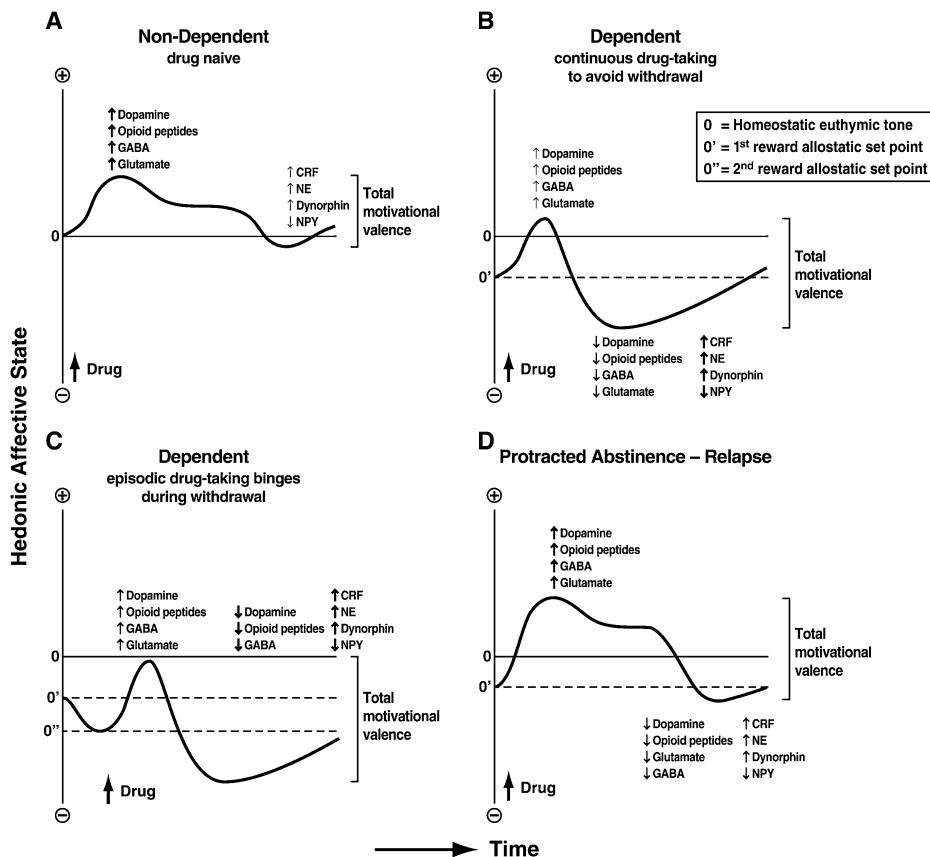 A
Non-Dependent
drug naive
⊕
↑Dopamine
↑Opioid peptides
↑GABA
↑Glutamate
↑CRF
↑NE
↑Dynorphin
↓NPY
Total
motivational
valence
0
Drug
⊖
B
Dependent
continuous drug-taking
to avoid withdrawal
⊕
0 = Homeostatic euthymic tone
0' = 1st reward allostatic set point
0" = 2nd reward allostatic set point
↑Dopamine
↑Opioid peptides
↑GABA
↑Glutamate
0
0'
Total
motivational
valence
↓Dopamine
↓Opioid peptides
↓GABA
↓Glutamate
↑CRF
↑NE
↑Dynorphin
↓NPY
Drug
⊖
Hedonic Affective State
C
Dependent
episodic drug-taking binges
during withdrawal
⊕
↑Dopamine
↑Opioid peptides
↑GABA
↑Glutamate
↓Dopamine
↓Opioid peptides
↓GABA
↑CRF
↑NE
↑Dynorphin
↓NPY
0
0'
0"
Total
motivational
valence
Drug
⊖
D
Protracted Abstinence – Relapse
⊕
↑Dopamine
↑Opioid peptides
↑GABA
↑Glutamate
0
0'
Total
motivational
valence
↓Dopamine
↓Opioid peptides
↓Glutamate
↓GABA
↑CRF
↑NE
↑Dynorphin
↓NPY
Drug
⊖
Time